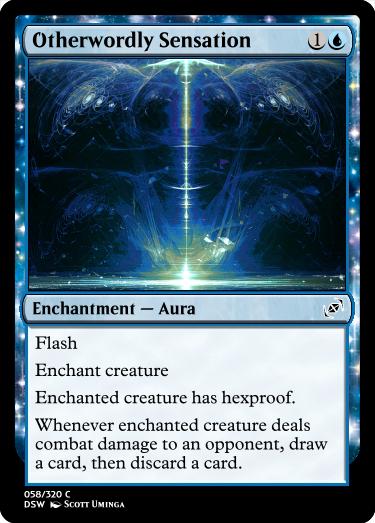 Otherwordly Sensation 1
Enchantment — Aura
Flash
Enchant creature
Enchanted creature has hexproof.
Whenever enchanted creature deals
combat damage to an opponent, draw
a card, then discard a card.
058/320 C
DSW Scott Uminga